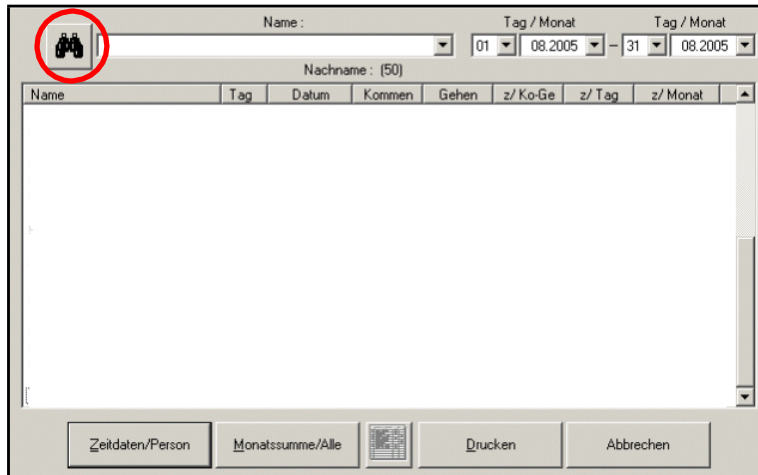 Name : Tag / Monat Tag / Monat
01 08.2005 – 31 08.2005
Nachname : (50)
Name Tag Datum Kommen Gehen z/ Ko-Ge z/ Tag z/ Monat
Zeitdaten/Person Monatssumme/Alle Drucken Abbrechen